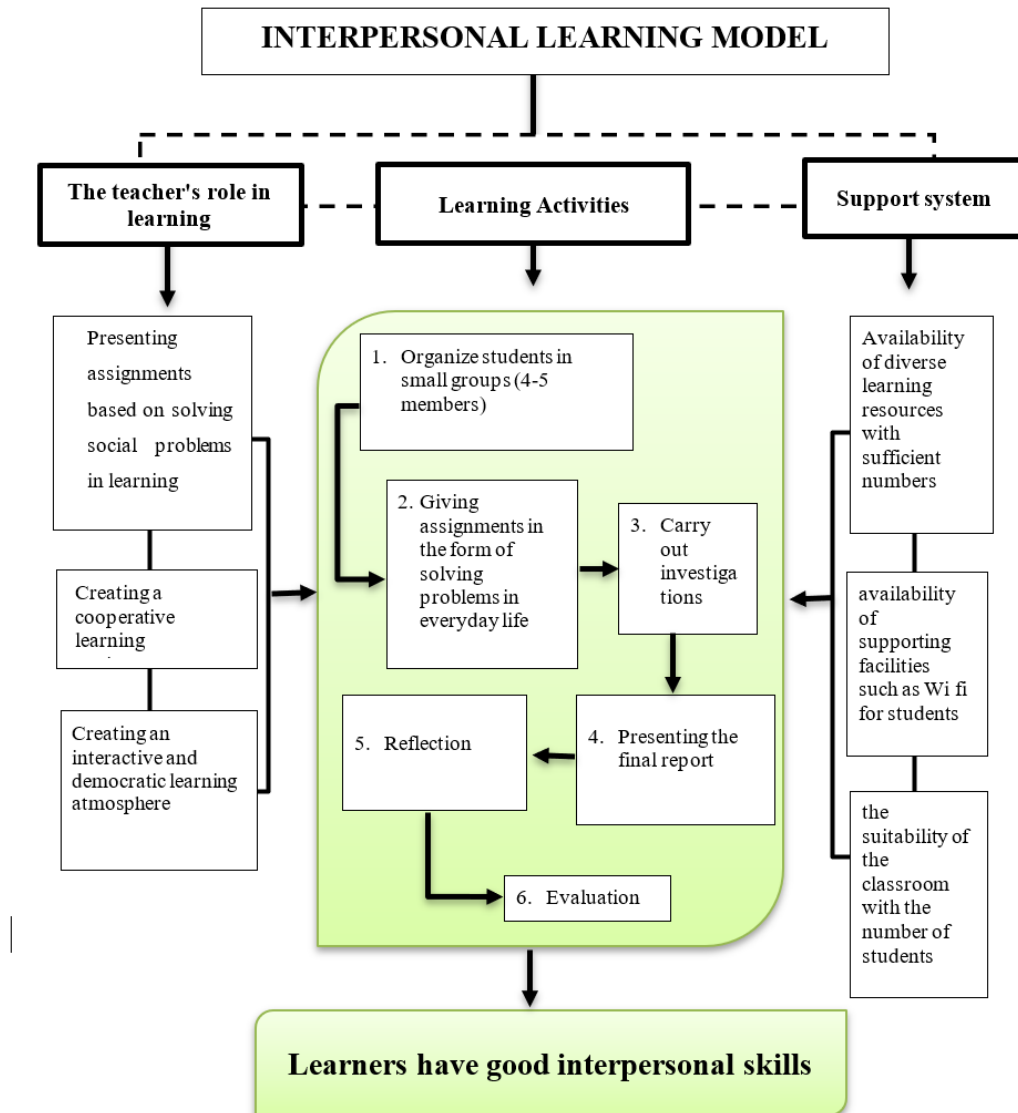 INTERPERSONAL LEARNING MODEL
The teacher's role in
learning
Learning Activities
Support system
Presenting
assignments
based on solving
social problems
in learning
Creating a
cooperative
learning
Creating an
interactive and
democratic learning
atmosphere
1. Organize students in
small groups (4-5
members)
2. Giving
assignments in
the form of
solving
problems in
everyday life
3. Carry
out
investiga
tions
4. Presenting the
final report
5. Reflection
6. Evaluation
Availability
of diverse
learning
resources
with
sufficient
numbers
availability
of
supporting
facilities
such as Wi fi
for students
the
suitability of
the
classroom
with the
number of
students
Learners have good interpersonal skills